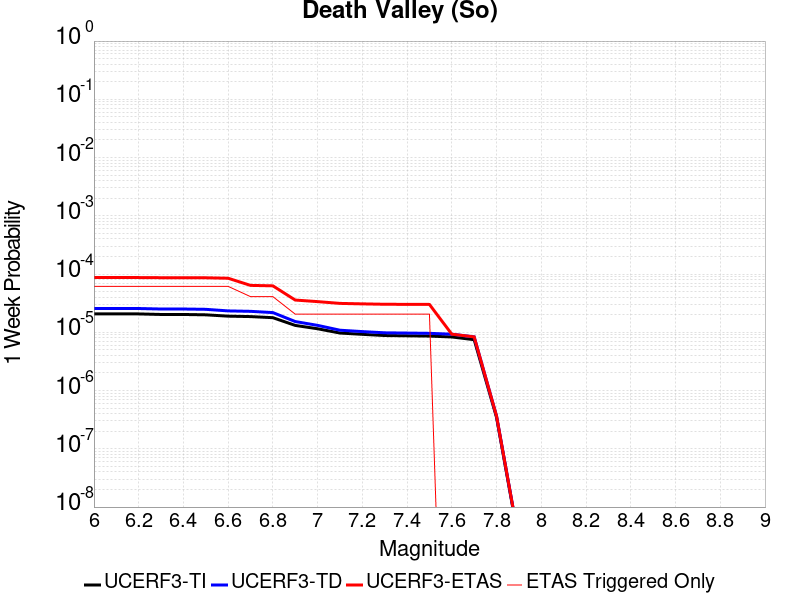 Death Valley (So)
10^0
10^-1
10^-2
10^-3
10^-4
10^-5
10^-6
10^-7
10^-8
1 Week Probability
6 6.2 6.4 6.6 6.8 7 7.2 7.4 7.6 7.8 8 8.2 8.4 8.6 8.8 9
Magnitude
UCERF3-TI UCERF3-TD UCERF3-ETAS ETAS Triggered Only